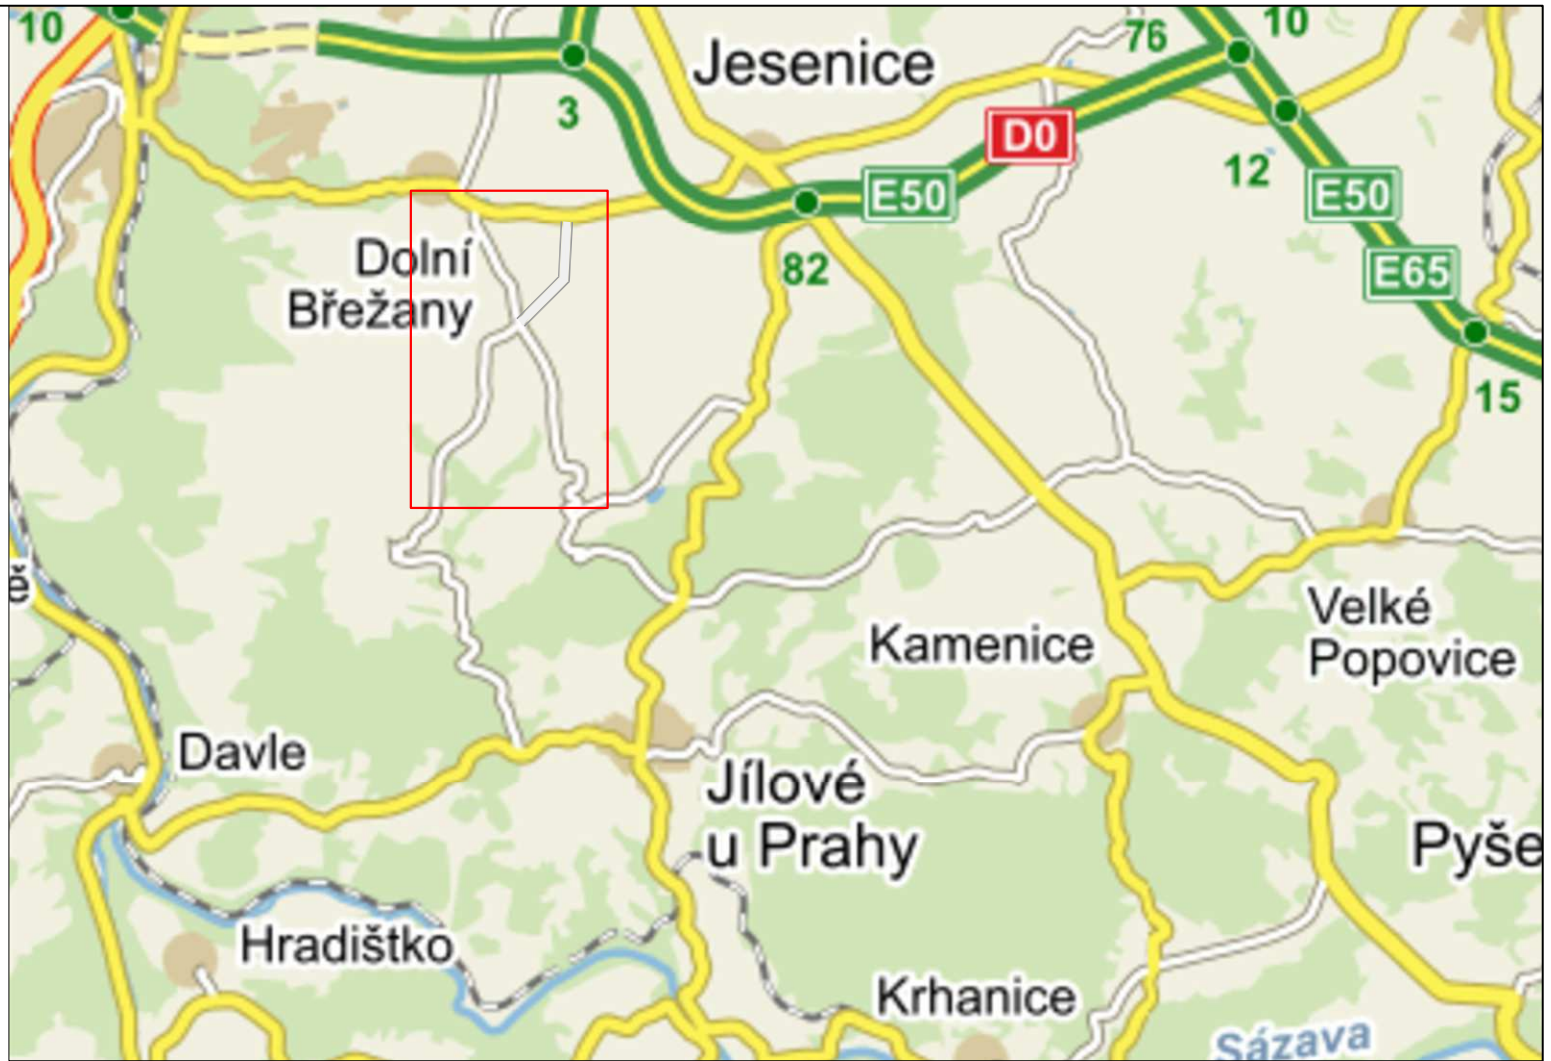 10
76
10
Jesenice
3
D0
12
E50
E50
Dolní
Břežany
82
E65
15
ě
Velké
Popovice
Kamenice
Davle
Jílové
u Prahy
Pyše
Hradištko
Krhanice
Sázava